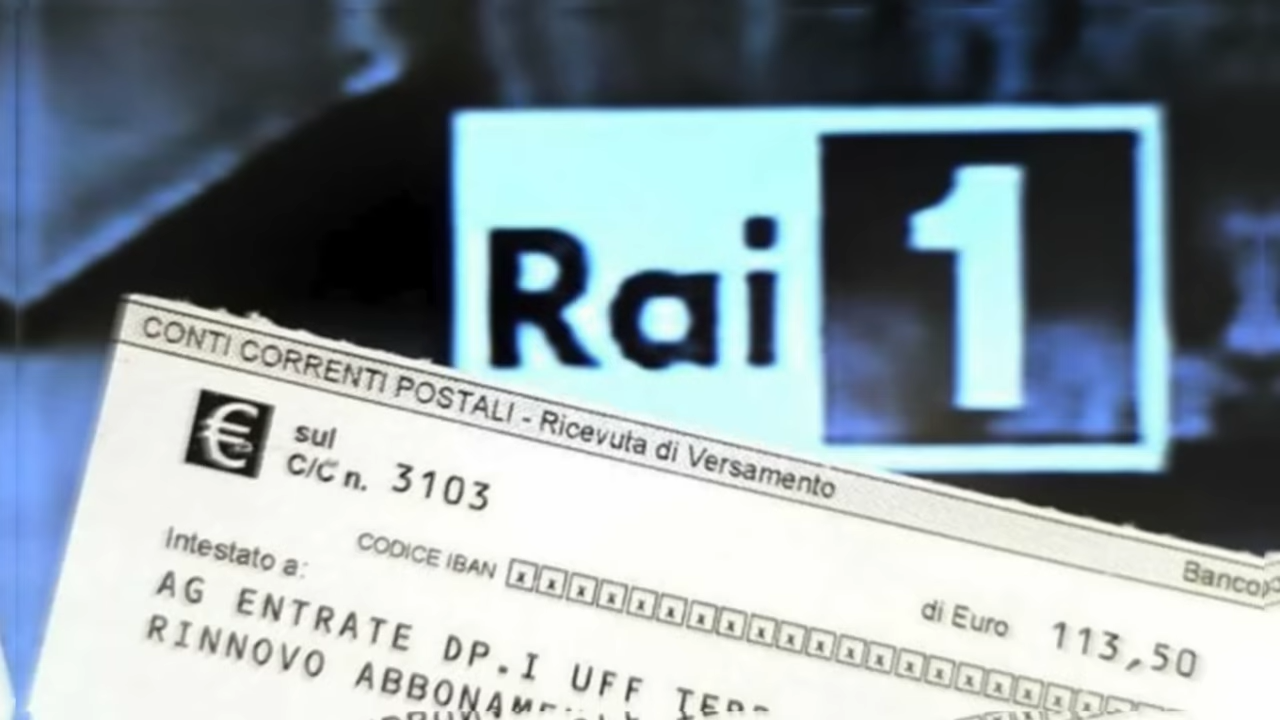 Rai 1
CONTI CORRENTI POSTALI - Ricevuta di Versamento
Banco
€ sul
C/C n. 3103
di Euro 113,50
CODICE IBAN x x x x x x x x x x x x x x x x x x x x
Intestato a:
AG ENTRATE DP.I UFF
RINNOVO